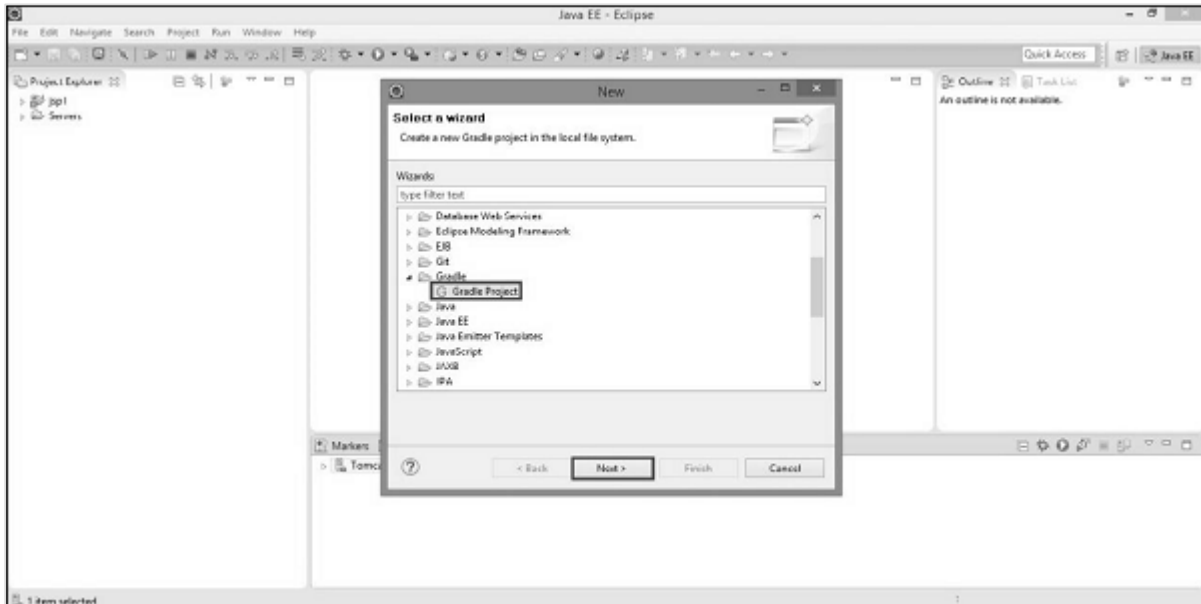 Java EE - Eclipse
File Edit Navigate Search Project Run Window Help
Quick Access
Java EE
Project Explorer
jsp1
Servers
New
Select a wizard
Create a new Gradle project in the local file system.
Wizards:
type filter text
Database Web Services
Eclipse Modeling Framework
EJB
Git
Gradle
Gradle Project
Java
Java EE
Java Emitter Templates
JavaScript
JAXB
JPA
< Back Next > Finish Cancel
Outline Task List
An outline is not available.
Markers
Tomc
1 item selected